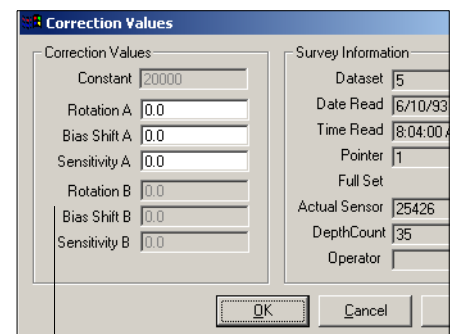 Correction Values
Correction Values
Constant 20000
Rotation A 0.0
Bias Shift A 0.0
Sensitivity A 0.0
Rotation B 0.0
Bias Shift B 0.0
Sensitivity B 0.0
Survey Information
Dataset 5
Date Read 6/10/93
Time Read 8:04:00 A
Pointer 1
Full Set
Actual Sensor 25426
DepthCount 35
Operator
OK
Cancel